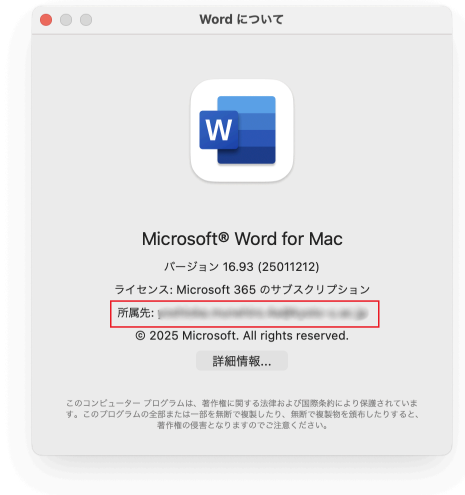 Word について
W
Microsoft® Word for Mac
バージョン 16.93 (25011212)
ライセンス: Microsoft 365 のサブスクリプション
所属先:
© 2025 Microsoft. All rights reserved.
詳細情報...
このコンピューター プログラムは、著作権に関する法律および国際条約により保護されていま
す。このプログラムの全部または一部を無断で複製したり、無断で複製物を頒布したりすると、
著作権の侵害となりますのでご注意ください。